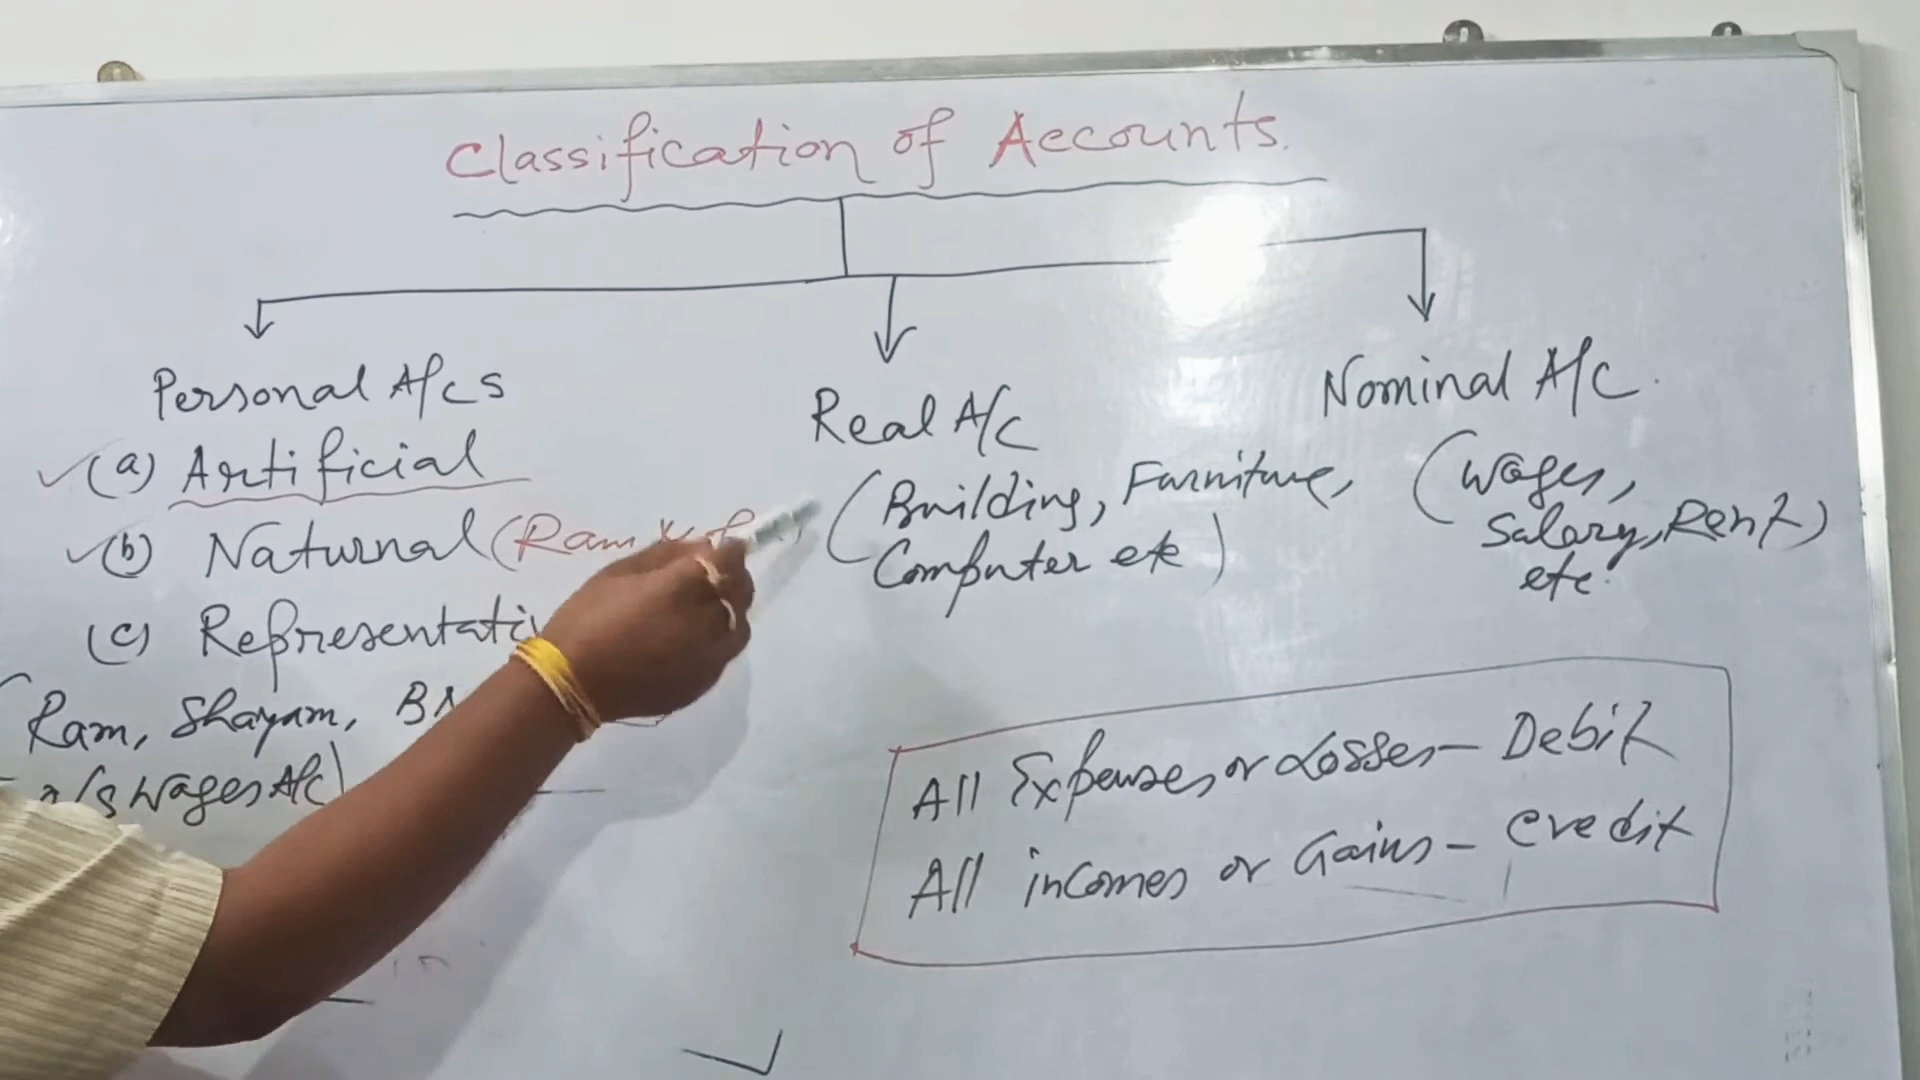 Classification of Accounts.
Personal A/cs
(a) Artificial
(b) Natural (Ram
(c) Representati
Ram, Shayam,
wages A/c)
Real A/C
(Building, Furniture,
Computer etc)
Nominal A/C.
(Wages,
Salary, Rent)
etc.
All Expenses or Losses - Debit
All incomes or Gains - Credit